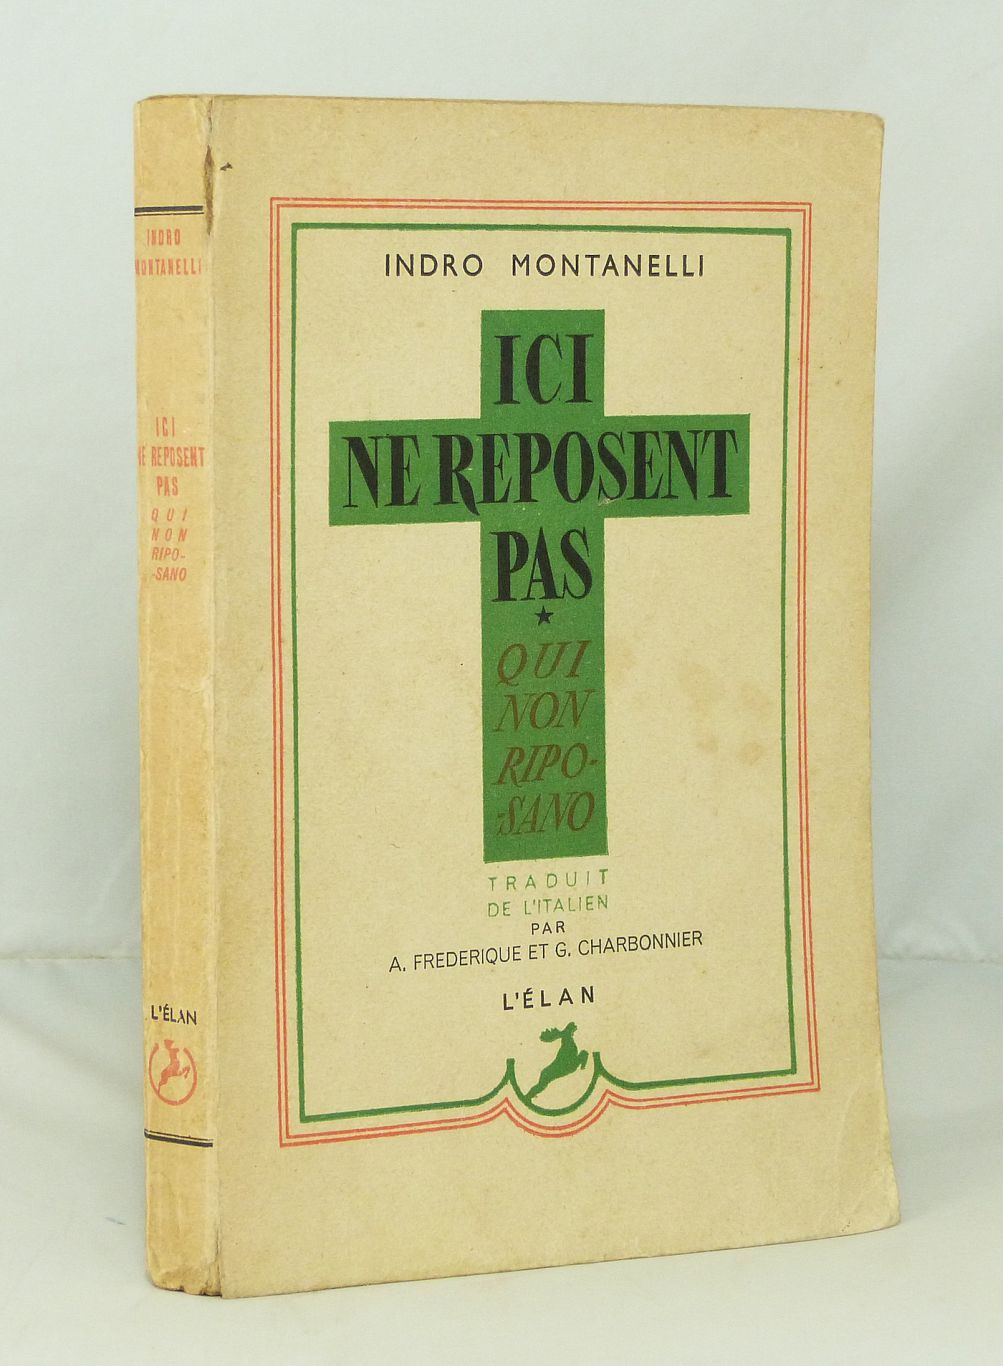 INDRO
MONTANELLI
ICI
NE REPOSENT
PAS
QUI
NON
RIPO-
-SANO
L'ÉLAN
INDRO MONTANELLI
ICI
NE REPOSENT
PAS
★
QUI
NON
RIPO-
-SANO
TRADUIT
DE L'ITALIEN
PAR
A. FREDERIQUE ET G. CHARBONNIER
L'ÉLAN